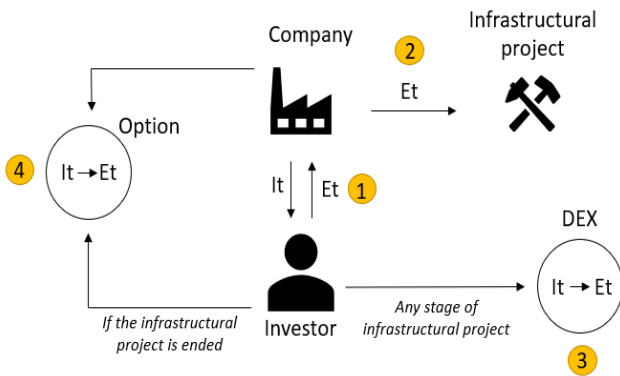 Company
Infrastructural
project
2
Et
Option
4
It → Et
It
Et
1
DEX
It → Et
3
If the infrastructural
project is ended
Investor
Any stage of
infrastructural project